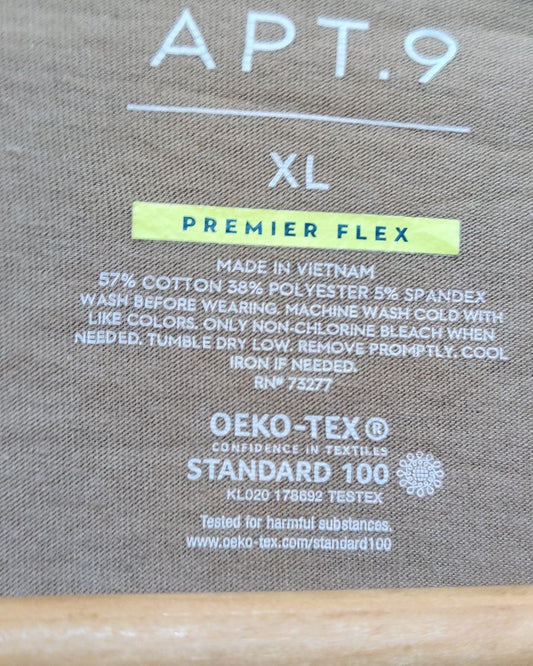 APT.9
XL
PREMIER FLEX
MADE IN VIETNAM
57% COTTON 38% POLYESTER 5% SPANDEX
WASH BEFORE WEARING. MACHINE WASH COLD WITH
LIKE COLORS. ONLY NON-CHLORINE BLEACH WHEN
NEEDED. TUMBLE DRY LOW. REMOVE PROMPTLY. COOL
IRON IF NEEDED.
RN# 73277
OEKO-TEX®
CONFIDENCE IN TEXTILES
STANDARD 100
KL020 178892 TESTEX
Tested for harmful substances.
www.oeko-tex.com/standard100